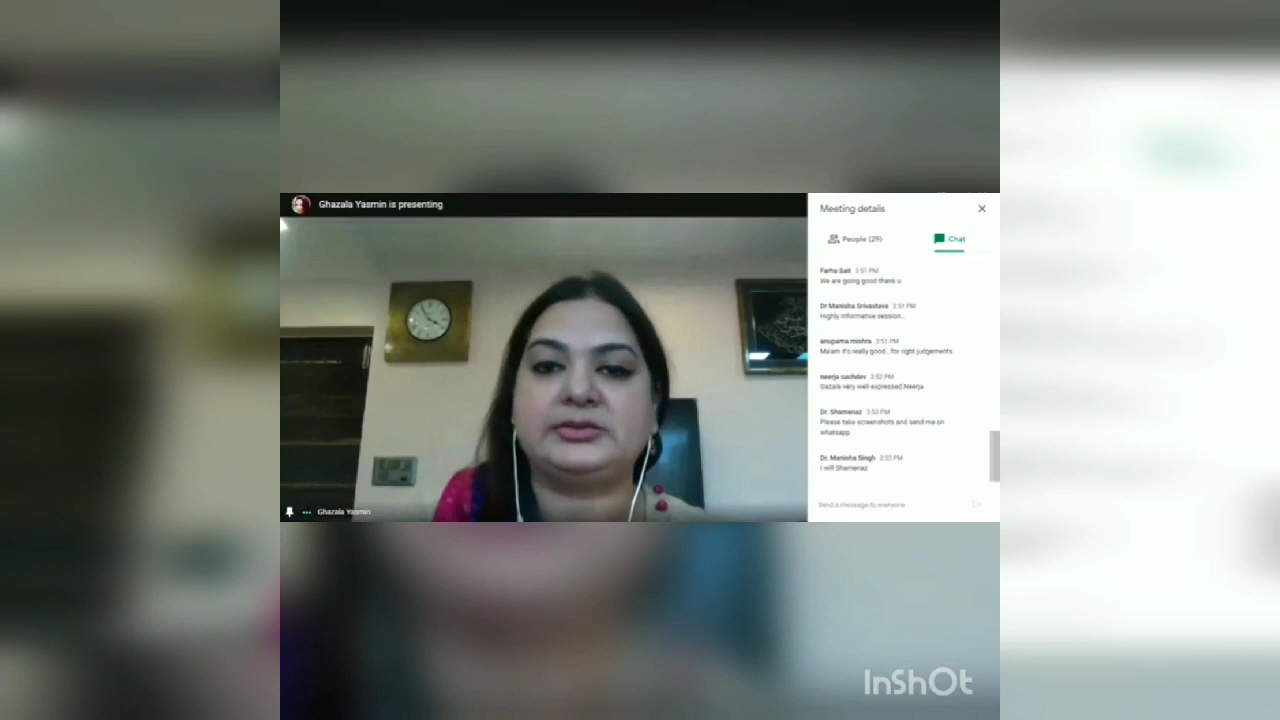 Ghazala Yasmin is presenting
Meeting details
People (29)
Chat
Farha Sait 3:51 PM
We are going good thank u
Dr Manisha Srivastava 3:51 PM
Highly informative session...
anupama mishra 3:51 PM
Ma'am it's really good...for right judgements.
neerja sachdev 3:52 PM
Gazala very well expressed.Neerja
Dr. Shamenaz 3:53 PM
Please take screenshots and send me on
whatsapp
Dr. Manisha Singh 3:53 PM
I will Shamenaz
Send a message to everyone
Ghazala Yasmin
InShOt